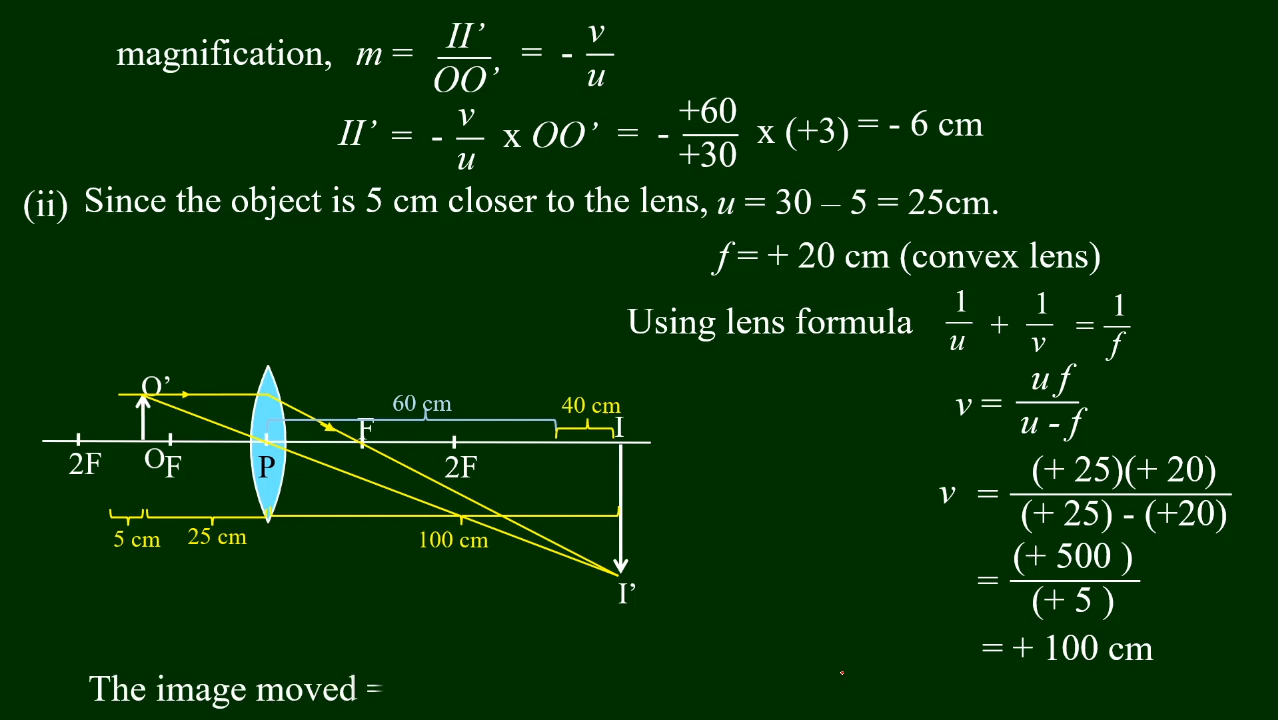 magnification, m = II’ / OO’ = - v / u
II’ = - v / u x OO’ = - +60 / +30 x (+3) = - 6 cm
(ii) Since the object is 5 cm closer to the lens, u = 30 – 5 = 25cm.
f = + 20 cm (convex lens)
Using lens formula 1 / u + 1 / v = 1 / f
v = u f / u - f
v = (+ 25)(+ 20) / (+ 25) - (+20)
= (+ 500 ) / (+ 5 )
= + 100 cm
O’
60 cm
40 cm
F
I
2F
O
F
P
2F
5 cm
25 cm
100 cm
I’
The image moved =